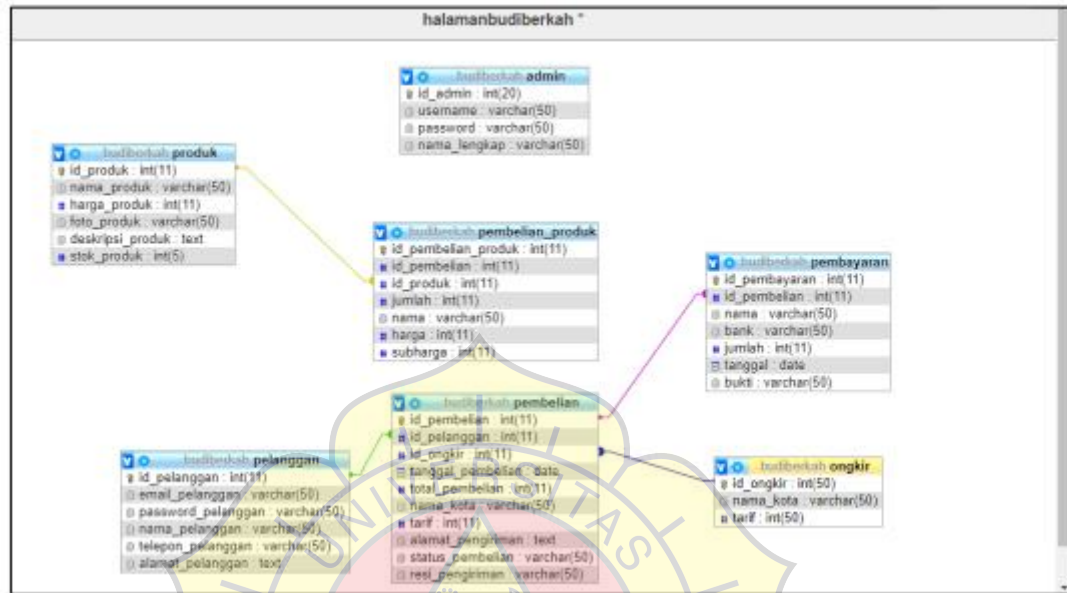 halamanbudiberkah *
budiberkah admin
id_admin : int(20)
username : varchar(50)
password : varchar(50)
nama_lengkap : varchar(50)
budiberkah produk
id_produk : int(11)
nama_produk : varchar(50)
harga_produk : int(11)
foto_produk : varchar(50)
deskripsi_produk : text
stok_produk : int(5)
budiberkah pembelian_produk
id_pembelian_produk : int(11)
id_pembelian : int(11)
id_produk : int(11)
jumlah : int(11)
nama : varchar(50)
harga : int(11)
subharga : int(11)
budiberkah pembayaran
id_pembayaran : int(11)
id_pembelian : int(11)
nama : varchar(50)
bank : varchar(50)
jumlah : int(11)
tanggal : date
bukti : varchar(50)
budiberkah pembelian
id_pembelian : int(11)
id_pelanggan : int(11)
id_ongkir : int(11)
tanggal_pembelian : date
total_pembelian : int(11)
nama_kota : varchar(50)
tarif : int(11)
alamat_pengiriman : text
status_pembelian : varchar(50)
resi_pengiriman : varchar(50)
budiberkah pelanggan
id_pelanggan : int(11)
email_pelanggan : varchar(50)
password_pelanggan : varchar(50)
nama_pelanggan : varchar(50)
telepon_pelanggan : varchar(50)
alamat_pelanggan : text
budiberkah ongkir
id_ongkir : int(50)
nama_kota : varchar(50)
tarif : int(50)
UNIVERSITAS